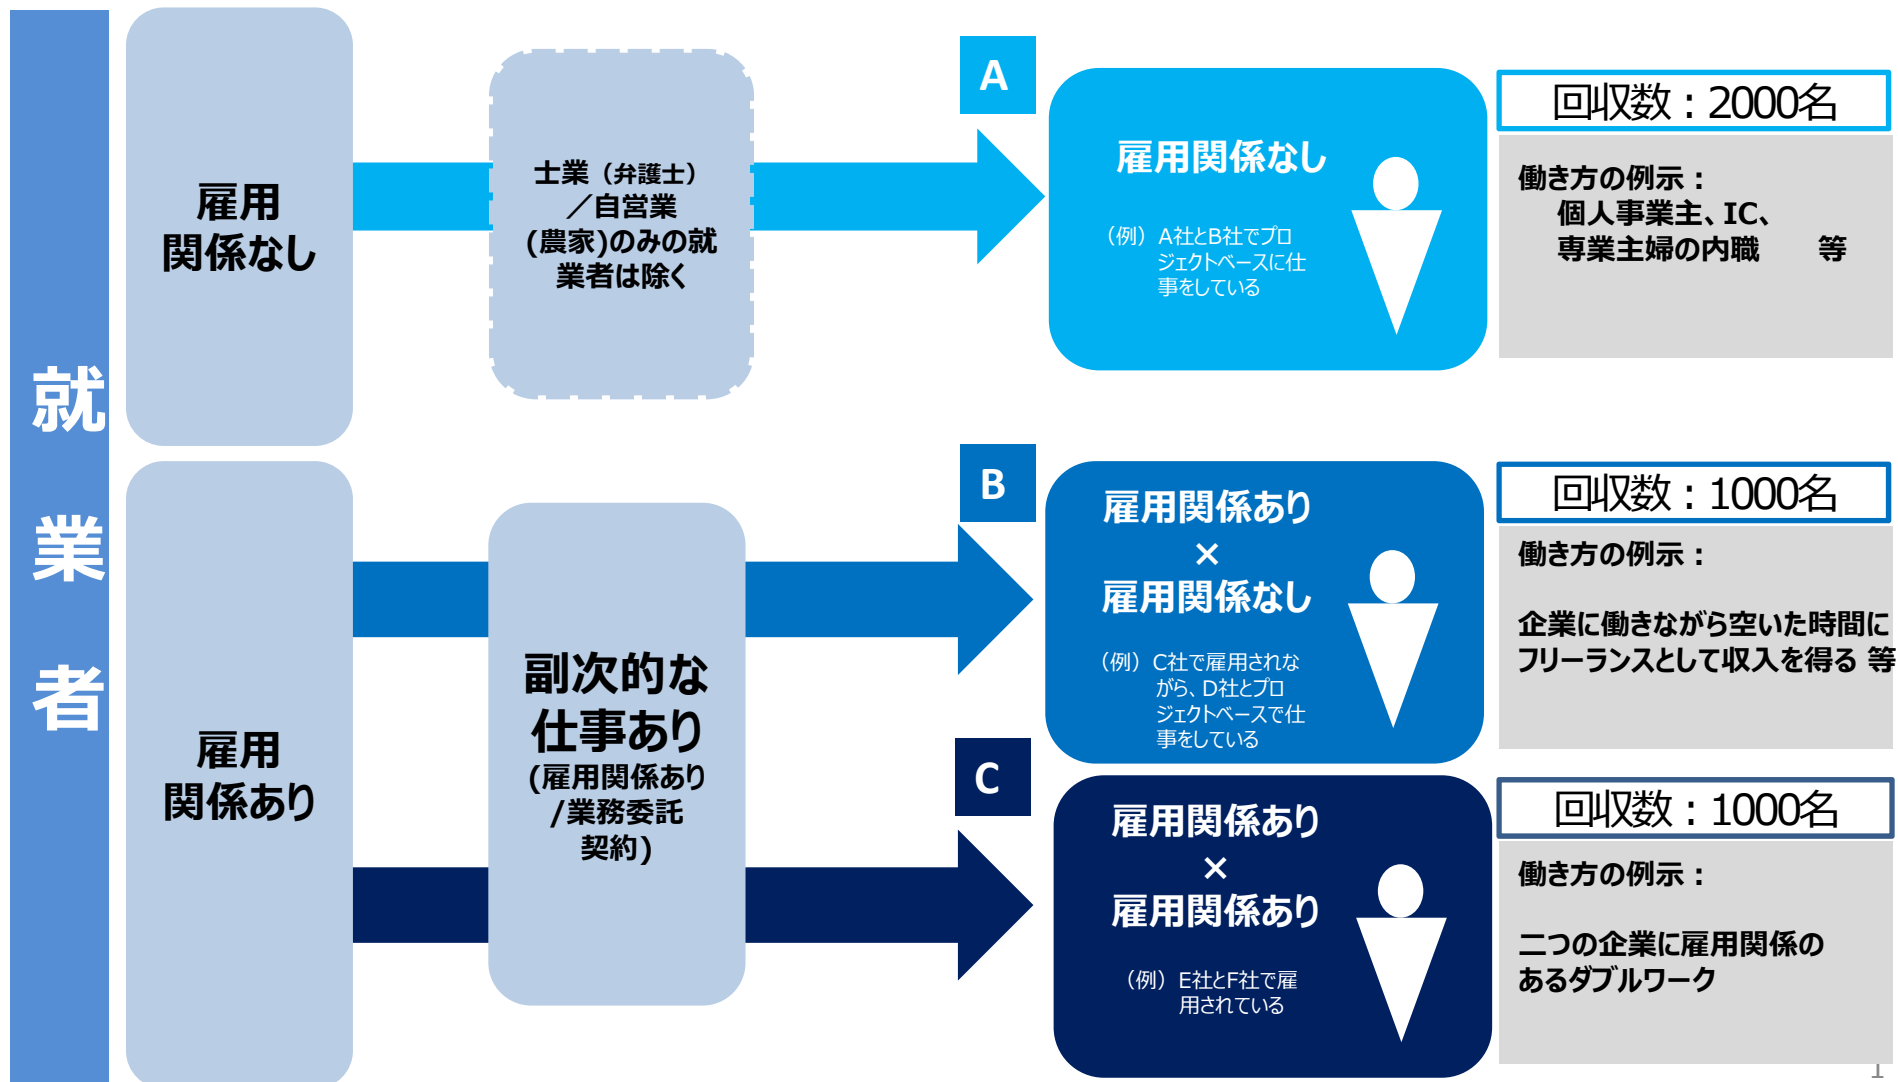 就
業
者
雇用
関係なし
士業（弁護士）
／自営業
(農家)のみの就
業者は除く
A
雇用関係なし
（例）A社とB社でプロ
ジェクトベースに仕
事をしている
回収数：2000名
働き方の例示：
個人事業主、IC、
専業主婦の内職　　等
雇用
関係あり
副次的な
仕事あり
(雇用関係あり
/業務委託
契約)
B
雇用関係あり
×
雇用関係なし
（例）C社で雇用されな
がら、D社とプロ
ジェクトベースで仕
事をしている
回収数：1000名
働き方の例示：
企業に働きながら空いた時間に
フリーランスとして収入を得る 等
C
雇用関係あり
×
雇用関係あり
（例）E社とF社で雇
用されている
回収数：1000名
働き方の例示：
二つの企業に雇用関係の
あるダブルワーク
1